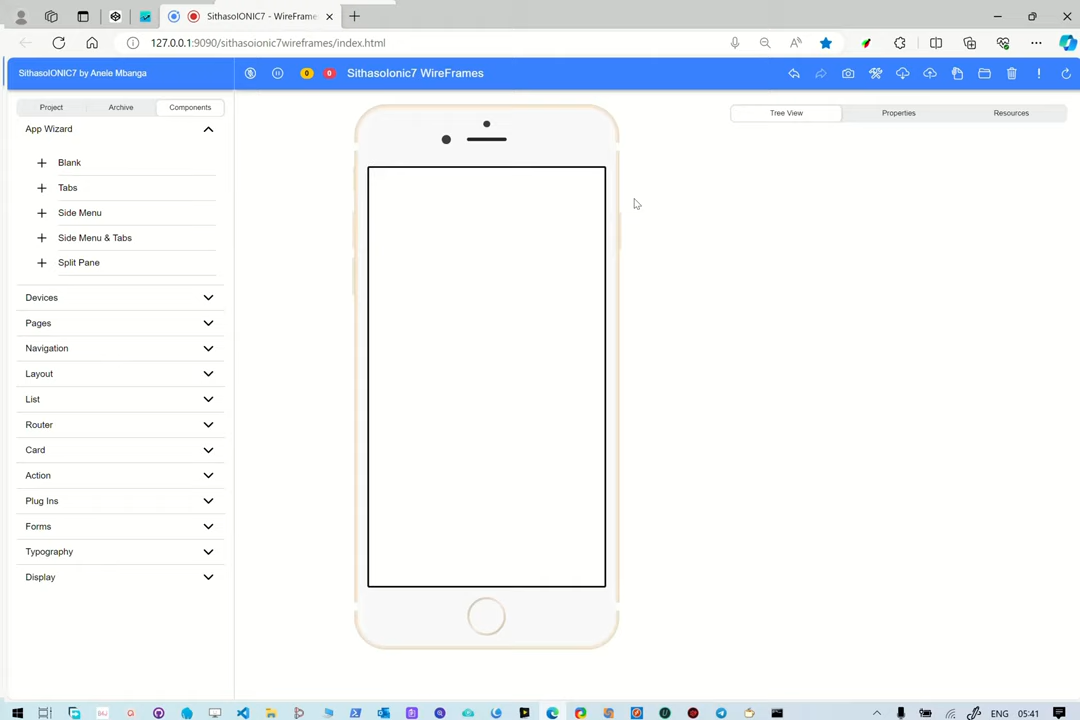 SithasoIONIC7 - WireFrame
127.0.0.1:9090/sithasoionic7wireframes/index.html
SithasoIONIC7 by Anele Mbanga
0
0
SithasoIonic7 WireFrames
Project
Archive
Components
Tree View
Properties
Resources
App Wizard
Blank
Tabs
Side Menu
Side Menu & Tabs
Split Pane
Devices
Pages
Navigation
Layout
List
Router
Card
Action
Plug Ins
Forms
Typography
Display
ENG
05:41